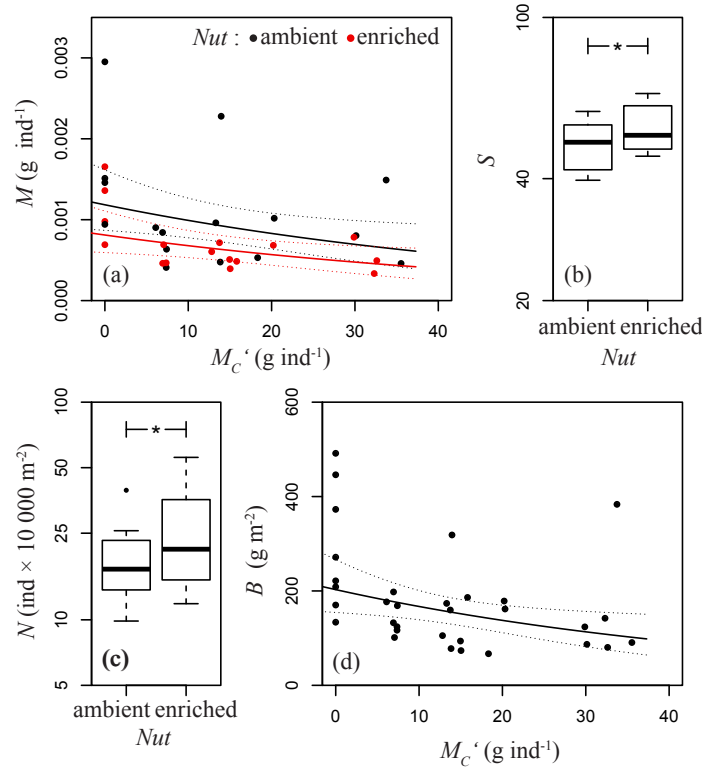 Nut : ambient enriched
M (g ind-1)
0.003
0.002
0.001
0.000
(a)
0 10 20 30 40
MC‘ (g ind-1)
100
*
S
40
(b)
20
ambient enriched
Nut
100
*
50
N (ind × 10 000 m-2)
25
10
(c)
5
ambient enriched
Nut
600
400
B (g m-2)
200
(d)
0
0 10 20 30 40
MC‘ (g ind-1)